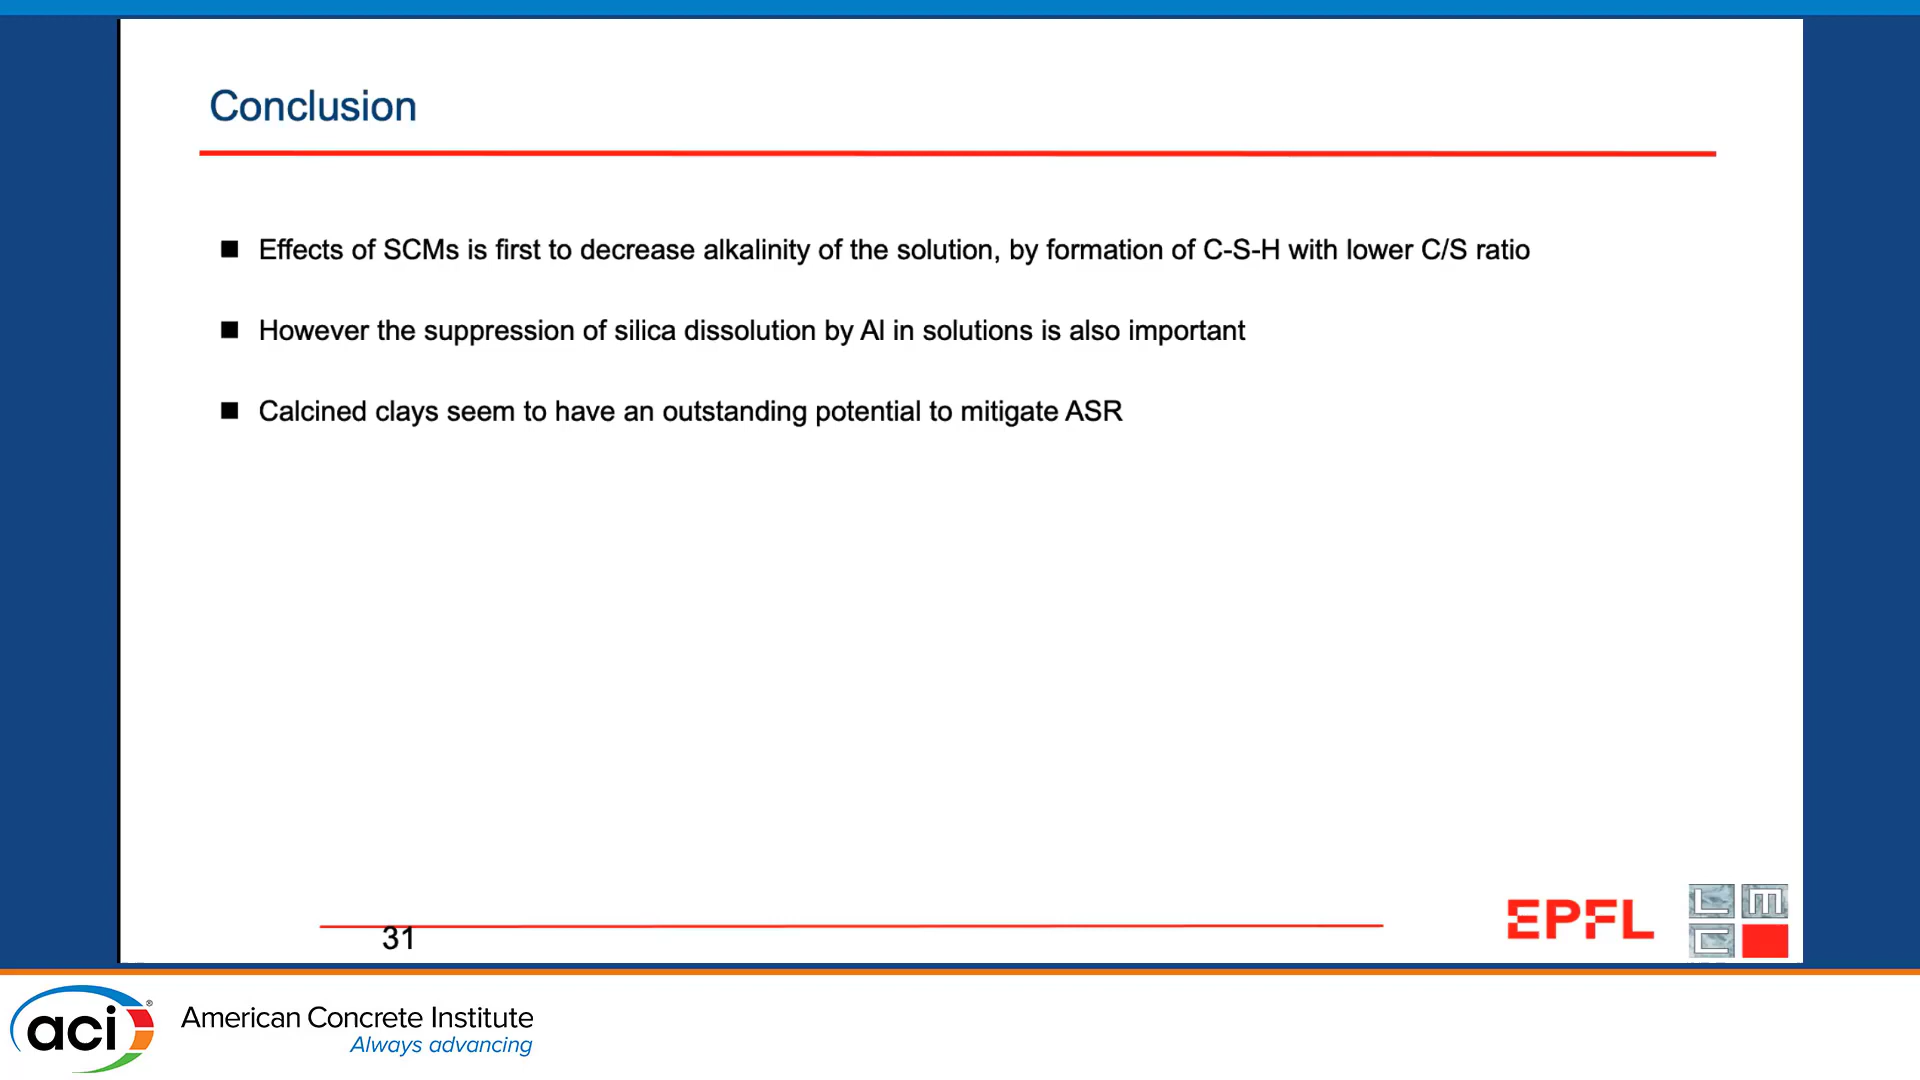 Conclusion
Effects of SCMs is first to decrease alkalinity of the solution, by formation of C-S-H with lower C/S ratio
However the suppression of silica dissolution by Al in solutions is also important
Calcined clays seem to have an outstanding potential to mitigate ASR
31
EPFL
L M
C
aci®
American Concrete Institute
Always advancing